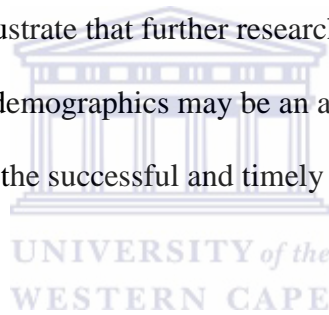 ustrate that further research
demographics may be an a
the successful and timely
UNIVERSITY of the
WESTERN CAPE